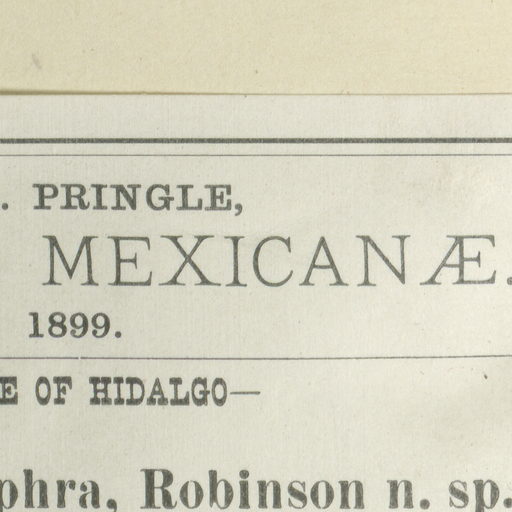 . PRINGLE,
MEXICANÆ.
1899.
E OF HIDALGO—
phra, Robinson n. sp.